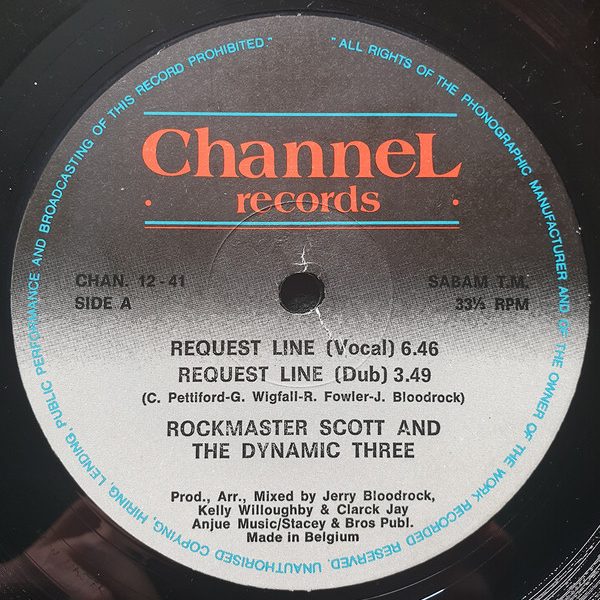 "ALL RIGHTS OF THE PHONOGRAPHIC MANUFACTURER AND OF THE OWNER OF THE WORK RECORDED RESERVED, UNAUTHORISED COPYING, HIRING, LENDING, PUBLIC PERFORMANCE AND BROADCASTING OF THIS RECORD PROHIBITED."
ChanneL
· records ·
CHAN. 12-41 SABAM T.M.
SIDE A 33⅓ RPM
REQUEST LINE (Vocal) 6.46
REQUEST LINE (Dub) 3.49
(C. Pettiford-G. Wigfall-R. Fowler-J. Bloodrock)
ROCKMASTER SCOTT AND
THE DYNAMIC THREE
Prod., Arr., Mixed by Jerry Bloodrock,
Kelly Willoughby & Clarck Jay
Anjue Music/Stacey & Bros Publ.
Made in Belgium